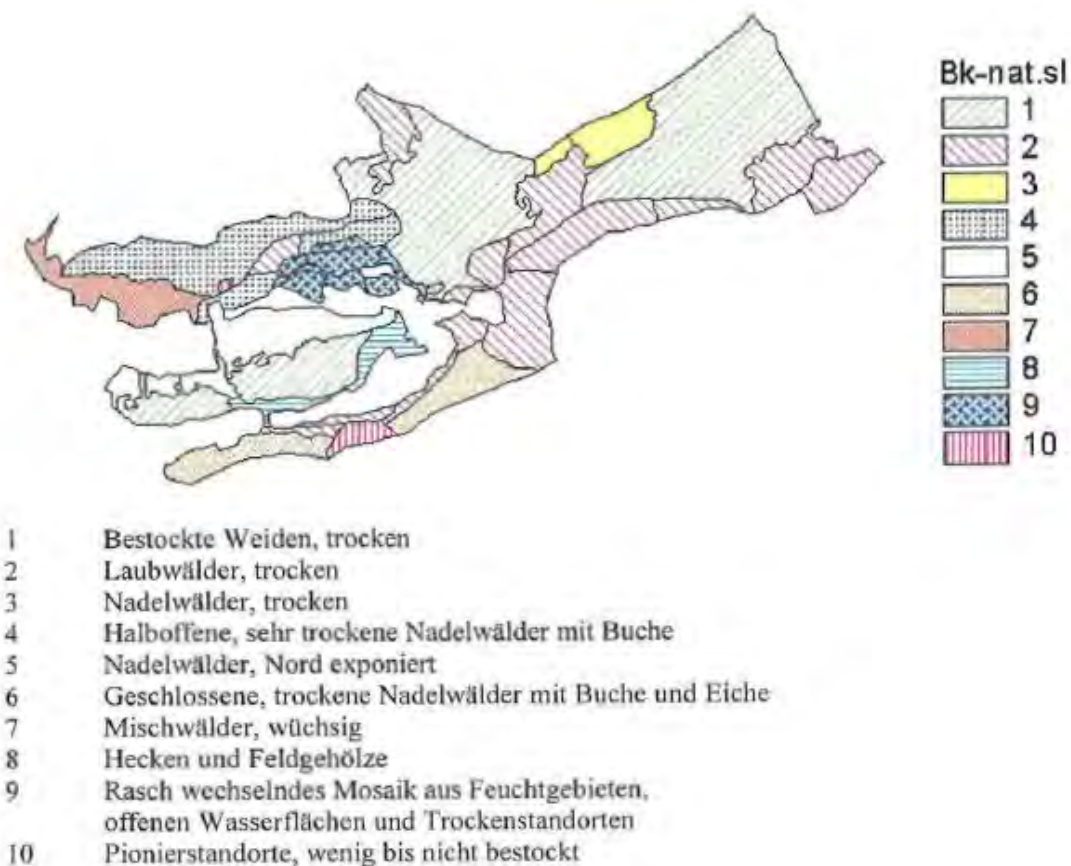 Bk-nat.sl
1
2
3
4
5
6
7
8
9
10
1 Bestockte Weiden, trocken
2 Laubwälder, trocken
3 Nadelwälder, trocken
4 Halboffene, sehr trockene Nadelwälder mit Buche
5 Nadelwälder, Nord exponiert
6 Geschlossene, trockene Nadelwälder mit Buche und Eiche
7 Mischwälder, wüchsig
8 Hecken und Feldgehölze
9 Rasch wechselndes Mosaik aus Feuchtgebieten,
offenen Wasserflächen und Trockenstandorten
10 Pionierstandorte, wenig bis nicht bestockt